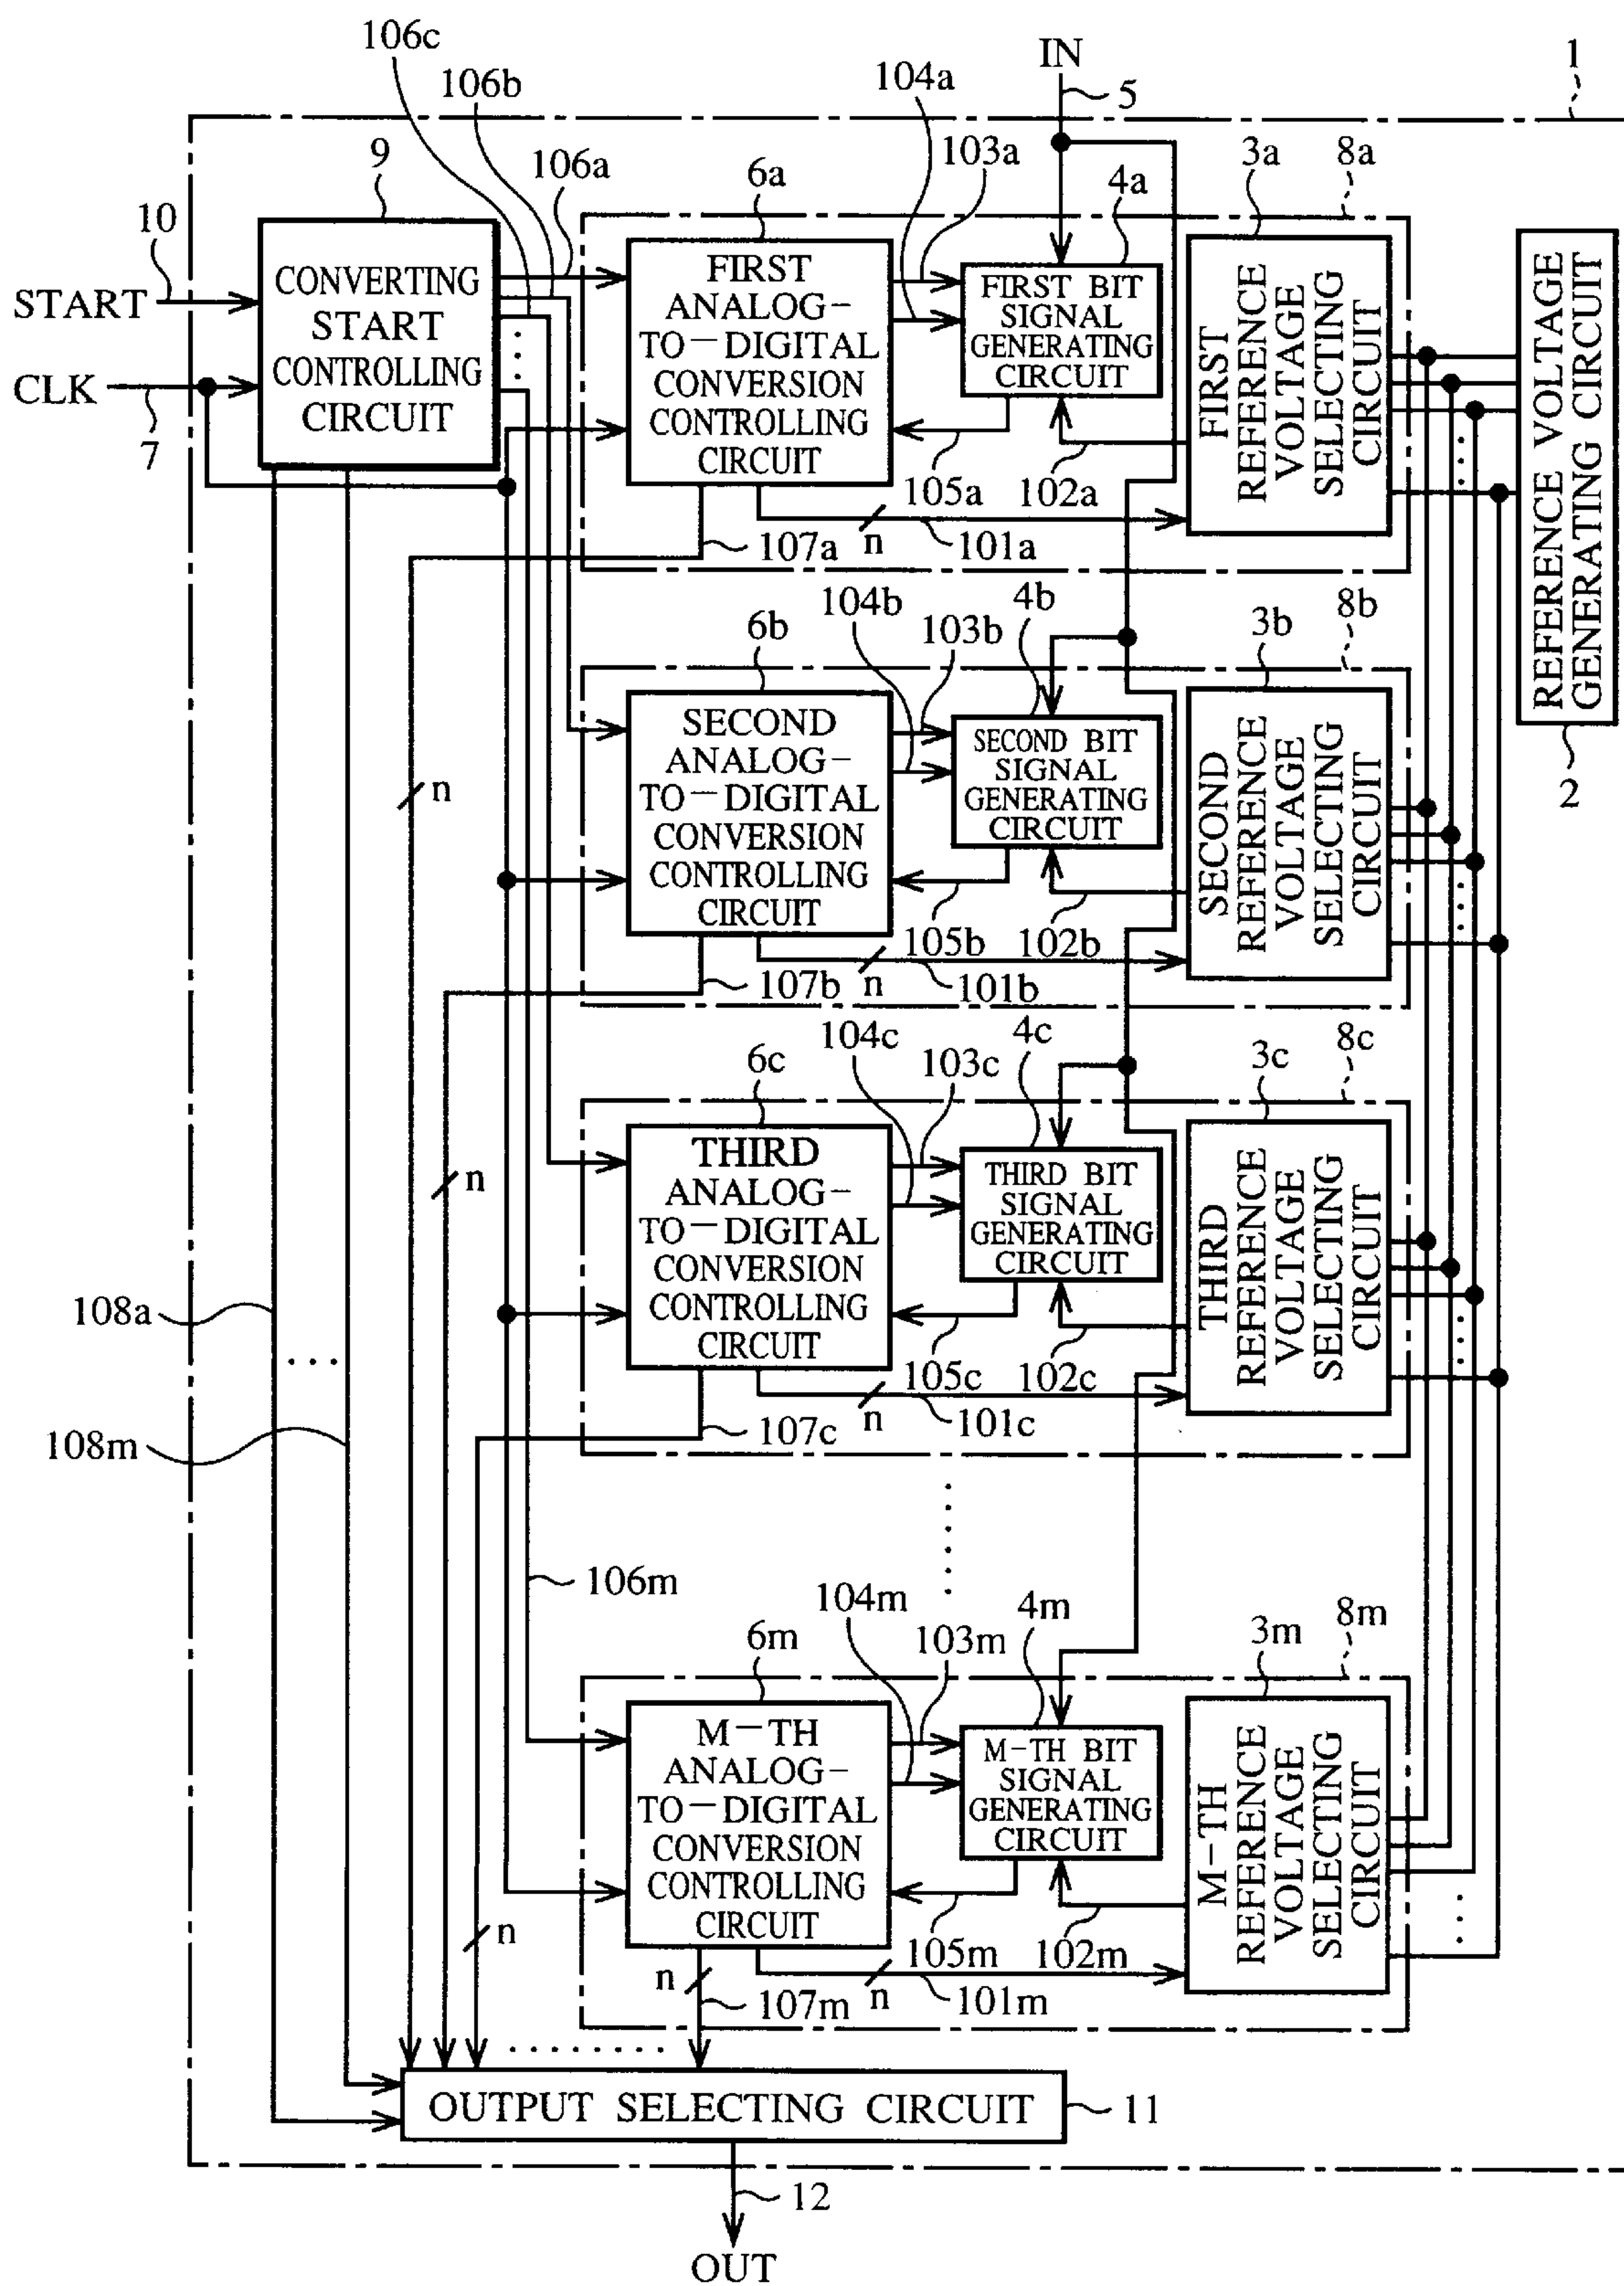 106c
106b
IN
104a
5
1
9
106a
103a
6a
4a
3a
8a
10
START
CLK
7
CONVERTING
START
CONTROLLING
CIRCUIT
FIRST
ANALOG-
TO-DIGITAL
CONVERSION
CONTROLLING
CIRCUIT
FIRST BIT
SIGNAL
GENERATING
CIRCUIT
FIRST
REFERENCE
VOLTAGE
SELECTING
CIRCUIT
REFERENCE VOLTAGE
GENERATING CIRCUIT
2
105a
102a
107a
n
101a
104b
4b
8b
6b
103b
3b
n
SECOND
ANALOG-
TO-DIGITAL
CONVERSION
CONTROLLING
CIRCUIT
SECOND BIT
SIGNAL
GENERATING
CIRCUIT
SECOND
REFERENCE
VOLTAGE
SELECTING
CIRCUIT
105b
102b
107b
n
101b
104c
4c
8c
6c
103c
3c
n
THIRD
ANALOG-
TO-DIGITAL
CONVERSION
CONTROLLING
CIRCUIT
THIRD BIT
SIGNAL
GENERATING
CIRCUIT
THIRD
REFERENCE
VOLTAGE
SELECTING
CIRCUIT
108a
105c
102c
108m
107c
n
101c
106m
104m
4m
8m
6m
103m
3m
M-TH
ANALOG-
TO-DIGITAL
CONVERSION
CONTROLLING
CIRCUIT
M-TH BIT
SIGNAL
GENERATING
CIRCUIT
M-TH
REFERENCE
VOLTAGE
SELECTING
CIRCUIT
n
105m
102m
n
107m
n
101m
OUTPUT SELECTING CIRCUIT
11
12
OUT